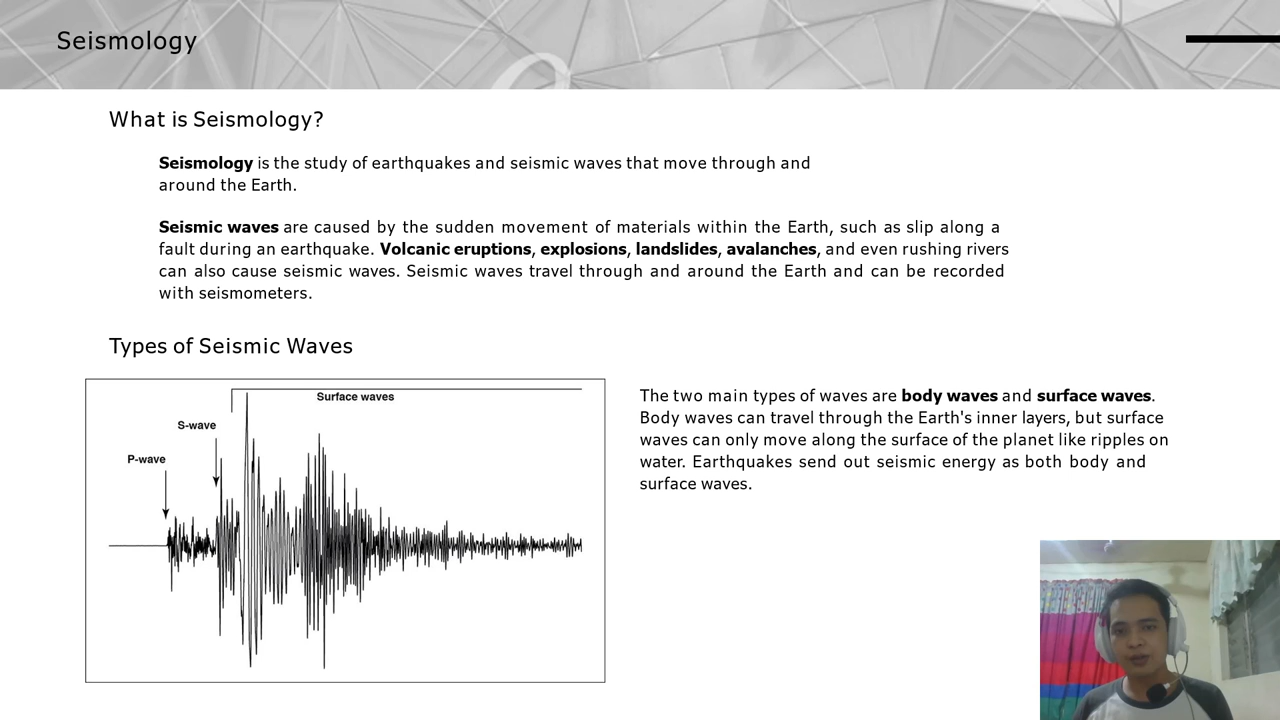 Seismology
What is Seismology?
Seismology is the study of earthquakes and seismic waves that move through and
around the Earth.
Seismic waves are caused by the sudden movement of materials within the Earth, such as slip along a
fault during an earthquake. Volcanic eruptions, explosions, landslides, avalanches, and even rushing rivers
can also cause seismic waves. Seismic waves travel through and around the Earth and can be recorded
with seismometers.
Types of Seismic Waves
Surface waves
S-wave
P-wave
The two main types of waves are body waves and surface waves.
Body waves can travel through the Earth's inner layers, but surface
waves can only move along the surface of the planet like ripples on
water. Earthquakes send out seismic energy as both body and
surface waves.